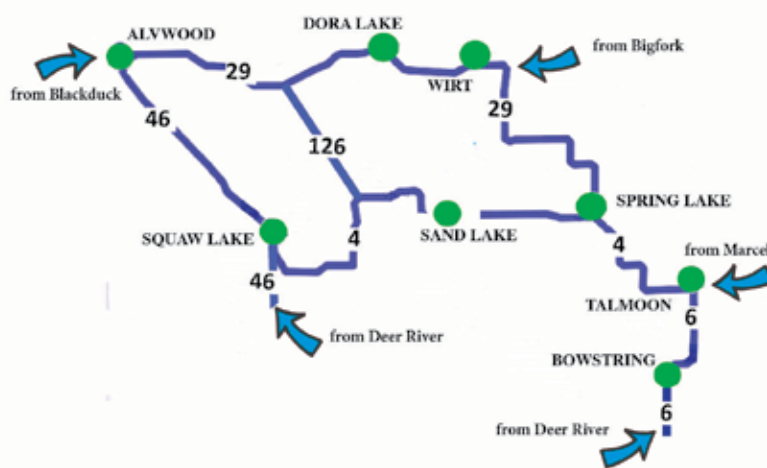 DORA LAKE
ALVWOOD
from Bigfork
29
WIRT
from Blackduck
29
46
126
SPRING LAKE
SAND LAKE
SQUAW LAKE
4
4
from Marcel
46
TALMOON
6
from Deer River
BOWSTRING
6
from Deer River